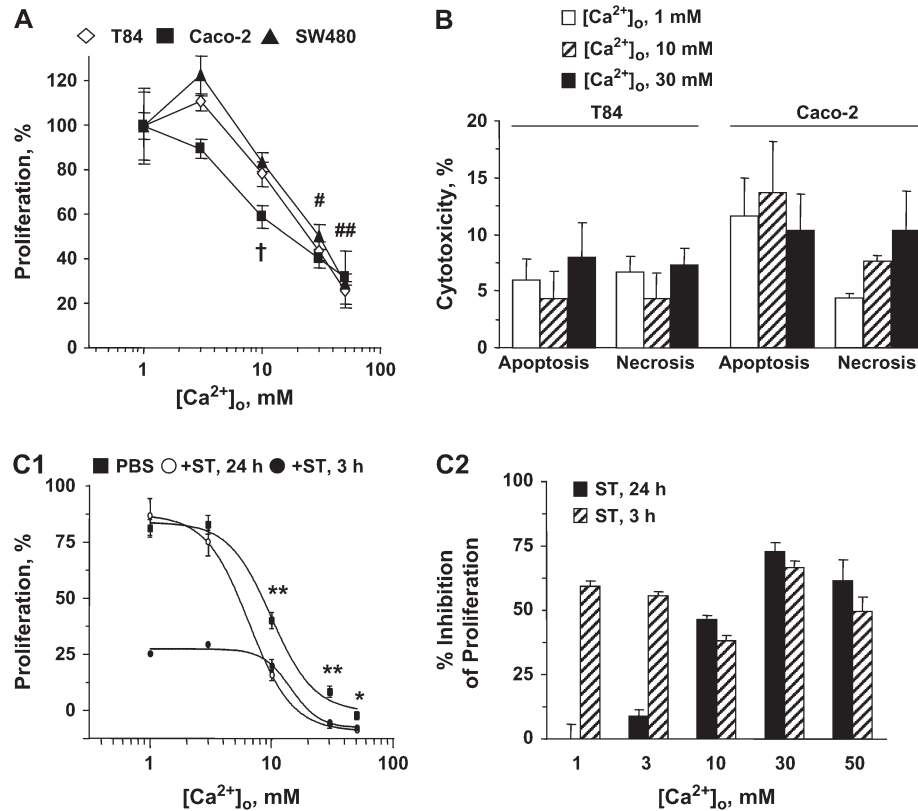 A
T84 Caco-2 SW480
120
100
80
60
40
20
0
Proliferation, %
#
##
†
1 10 100
[Ca2+]o, mM
B
[Ca2+]o, 1 mM
[Ca2+]o, 10 mM
[Ca2+]o, 30 mM
T84 Caco-2
20
15
10
5
0
Cytotoxicity, %
Apoptosis Necrosis Apoptosis Necrosis
C1
PBS +ST, 24 h +ST, 3 h
100
75
50
25
0
Proliferation, %
**
**
*
1 10 100
[Ca2+]o, mM
C2
ST, 24 h
ST, 3 h
100
75
50
25
0
% Inhibition
of Proliferation
1 3 10 30 50
[Ca2+]o, mM